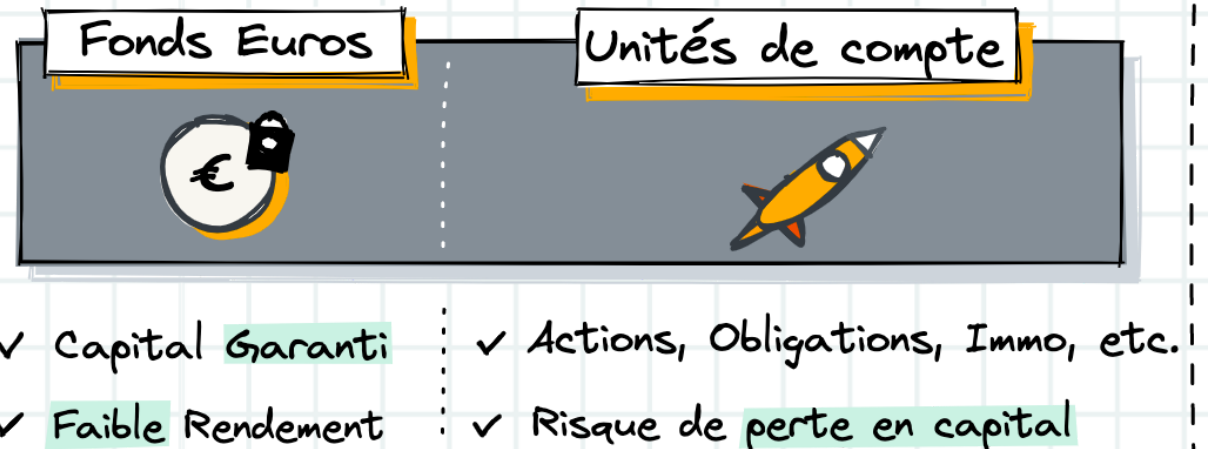 Fonds Euros
Unités de compte
€
✓ Capital Garanti
✓ Faible Rendement
✓ Actions, Obligations, Immo, etc.
✓ Risque de perte en capital